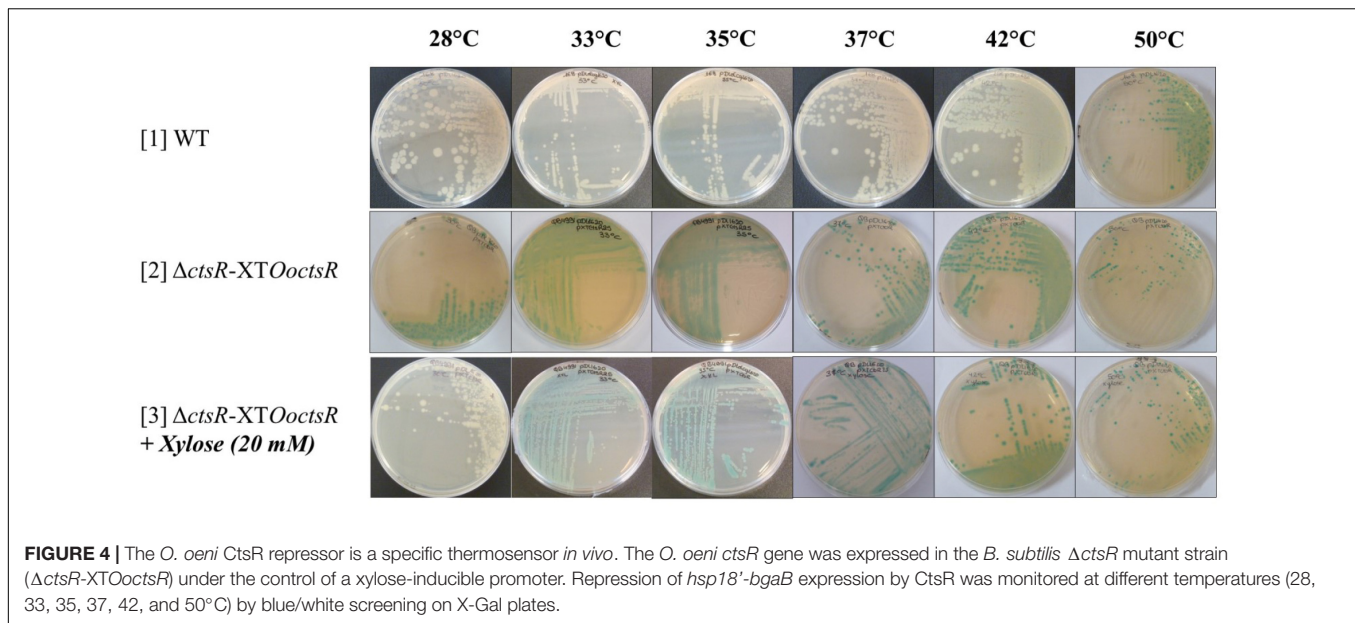 28°C 33°C 35°C 37°C 42°C 50°C
[1] WT
[2] ΔctsR-XTOoctsR
[3] ΔctsR-XTOoctsR
+ Xylose (20 mM)
FIGURE 4 | The O. oeni CtsR repressor is a specific thermosensor in vivo. The O. oeni ctsR gene was expressed in the B. subtilis ΔctsR mutant strain
(ΔctsR-XTOoctsR) under the control of a xylose-inducible promoter. Repression of hsp18’-bgaB expression by CtsR was monitored at different temperatures (28,
33, 35, 37, 42, and 50°C) by blue/white screening on X-Gal plates.